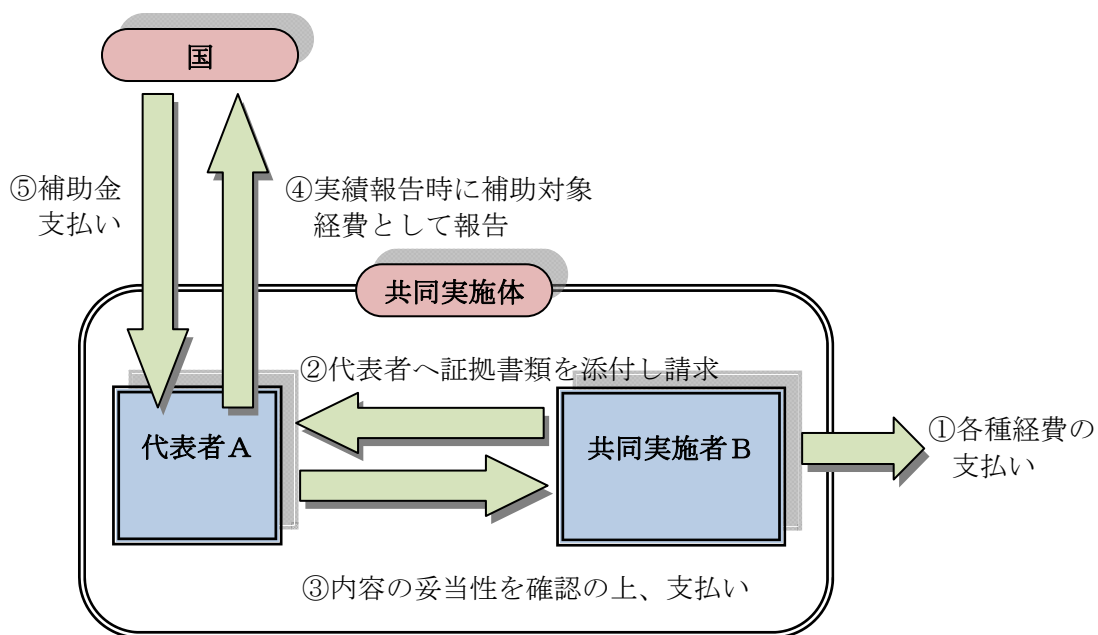 国
⑤補助金
支払い
④実績報告時に補助対象
経費として報告
共同実施体
②代表者へ証拠書類を添付し請求
代表者A
共同実施者B
①各種経費の
支払い
③内容の妥当性を確認の上、支払い